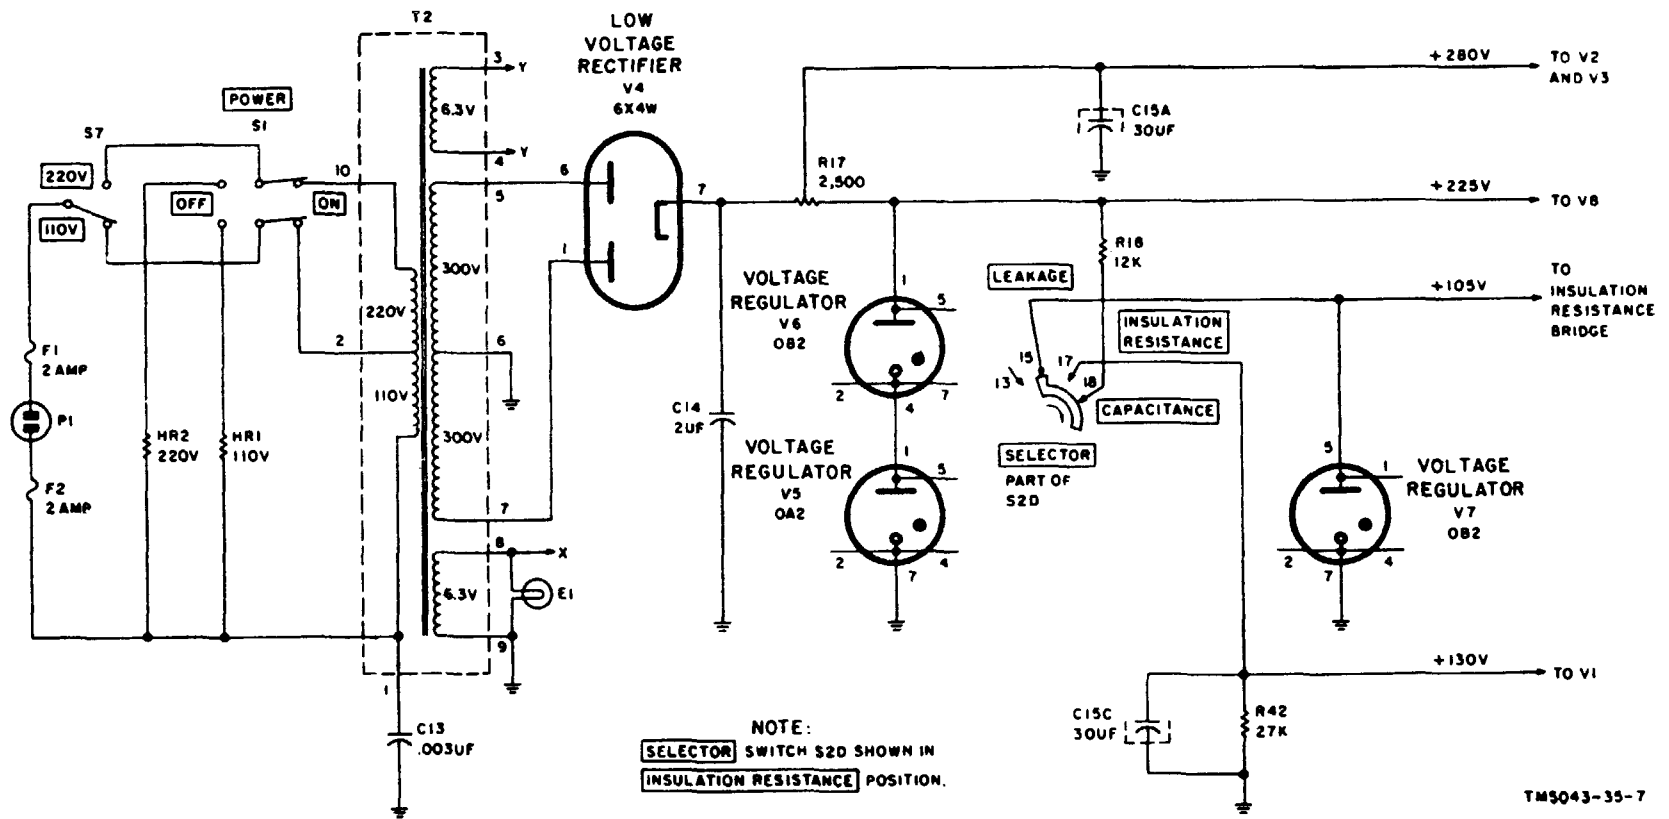 T2
LOW
VOLTAGE
RECTIFIER
V4
6X4W
POWER
S1
S7
220V
110V
OFF
ON
10
2
F1
2 AMP
P1
F2
2 AMP
HR2
220V
HR1
110V
3
Y
6.3V
4
Y
5
6
300V
1
220V
6
110V
300V
7
8
X
6.3V
E1
9
1
C13
.003UF
7
C14
2UF
R17
2,500
+280V
TO V2
AND V3
C15A
30UF
+225V
TO V8
R18
12K
LEAKAGE
+105V
TO
INSULATION
RESISTANCE
BRIDGE
VOLTAGE
REGULATOR
V6
OB2
1
5
2
4
7
VOLTAGE
REGULATOR
V5
OA2
1
5
2
7
4
INSULATION
RESISTANCE
15
17
13
18
CAPACITANCE
SELECTOR
PART OF
S2D
5
1
VOLTAGE
REGULATOR
V7
OB2
2
7
4
+130V
TO V1
C15C
30UF
R42
27K
NOTE:
SELECTOR SWITCH S2D SHOWN IN
INSULATION RESISTANCE POSITION.
TM5043-35-7